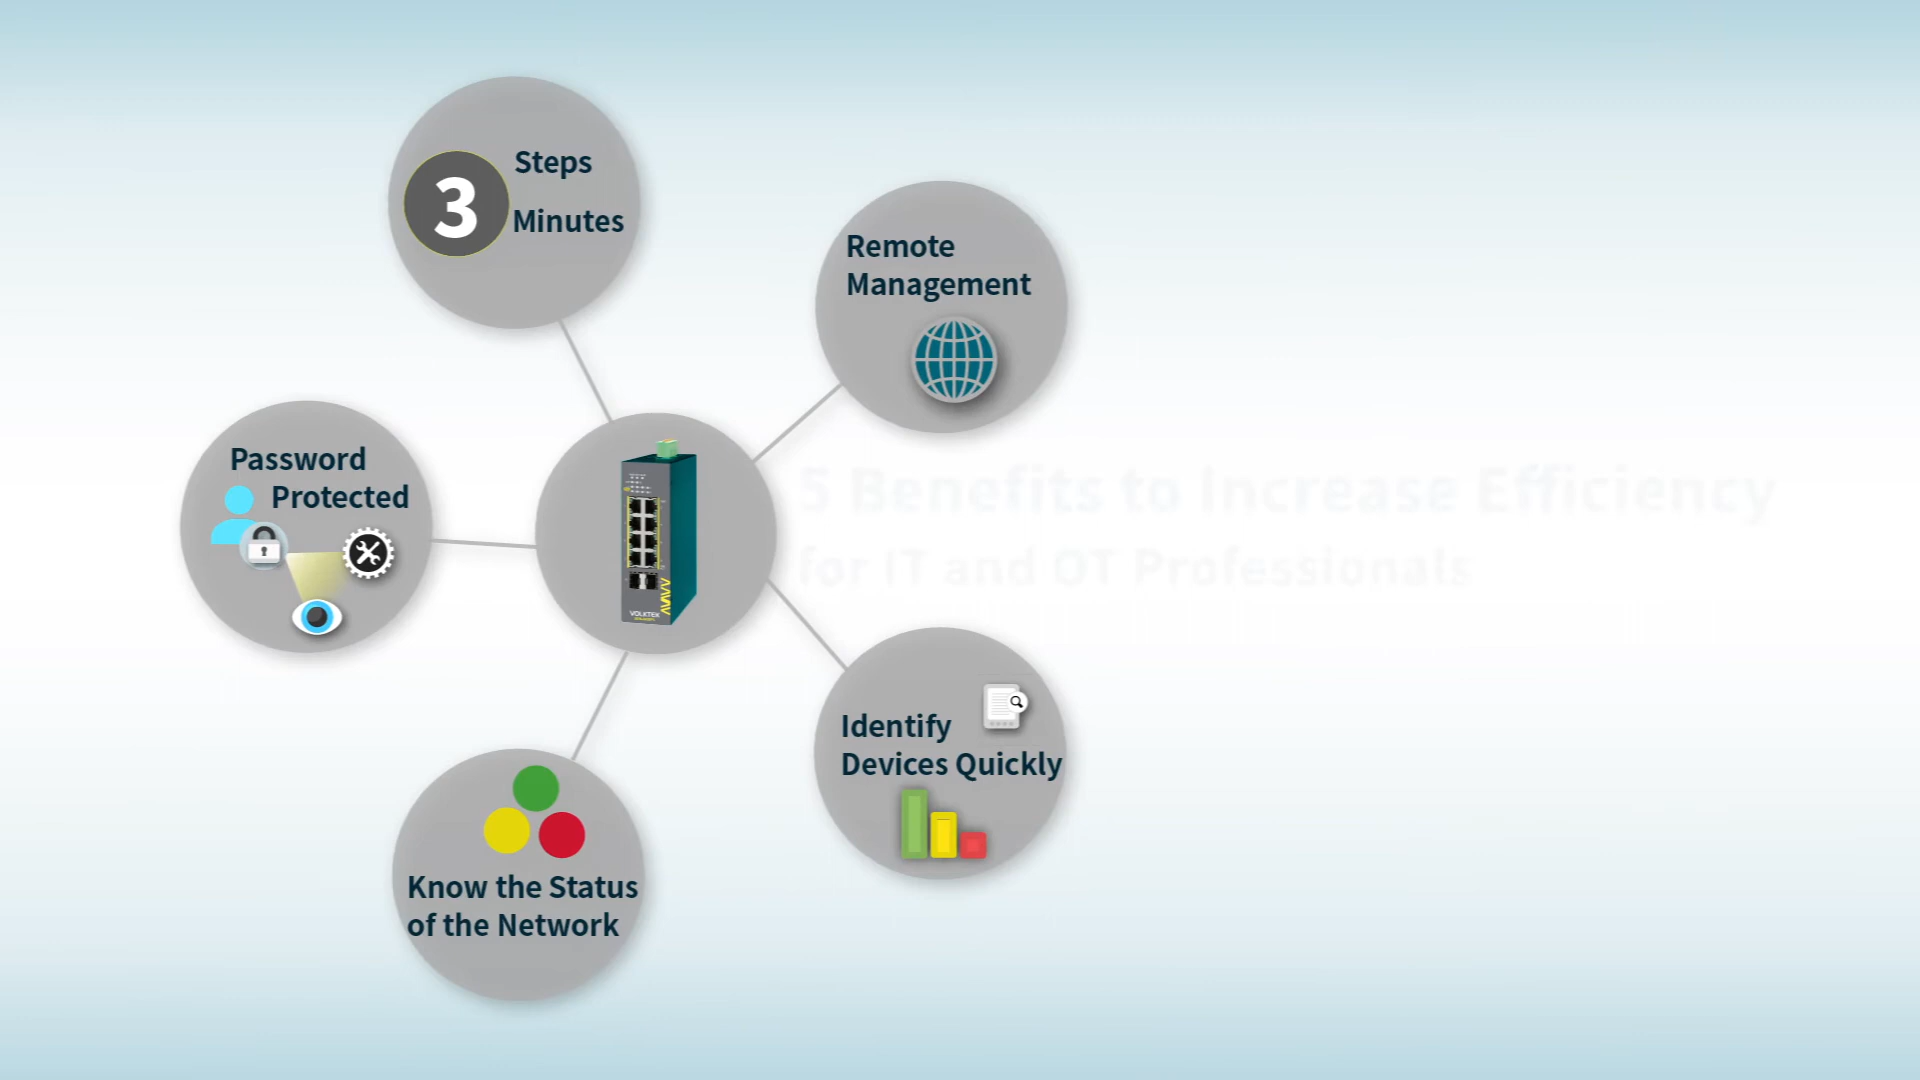 3
Steps
Minutes
Remote
Management
Password
Protected
VOLKTEK
5 Benefits to Increase Efficiency
for IT and OT Professionals
Identify
Devices Quickly
Know the Status
of the Network